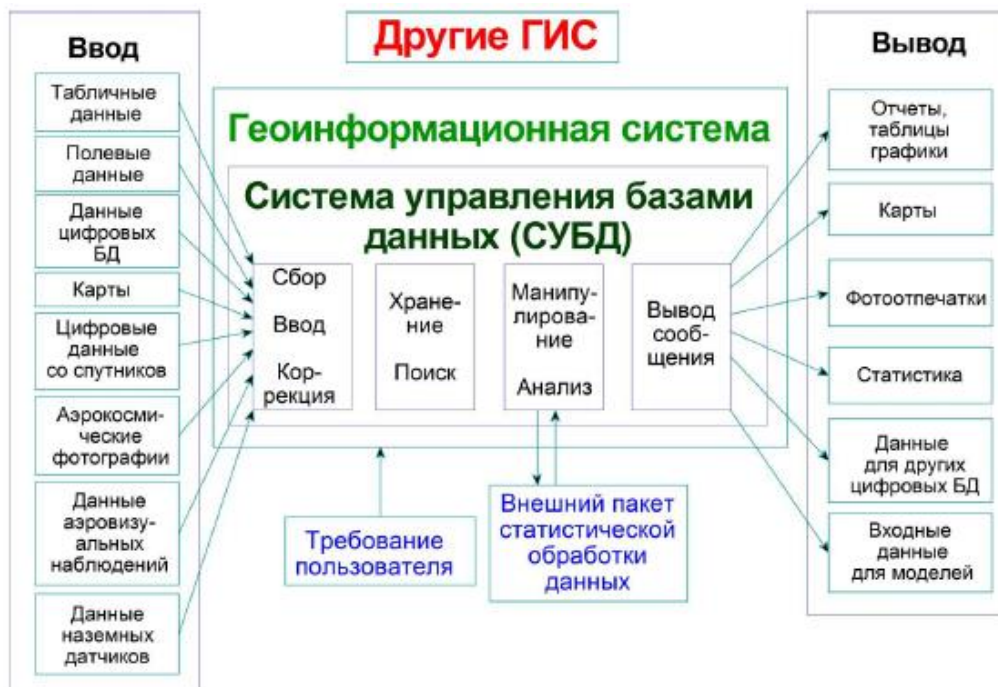 Ввод
Табличные
данные
Полевые
данные
Данные
цифровых
БД
Карты
Цифровые
данные
со спутников
Аэрокосми-
ческие
фотографии
Данные
аэровизу-
альных
наблюдений
Данные
наземных
датчиков
Другие ГИС
Геоинформационная система
Система управления базами
данных (СУБД)
Сбор
Ввод
Кор-
рекция
Хране-
ние
Поиск
Манипу-
лирова-
ние
Анализ
Вывод
сооб-
щения
Требование
пользователя
Внешний пакет
статистической
обработки
данных
Вывод
Отчеты,
таблицы
графики
Карты
Фотоотпечатки
Статистика
Данные
для других
цифровых БД
Входные
данные
для моделей